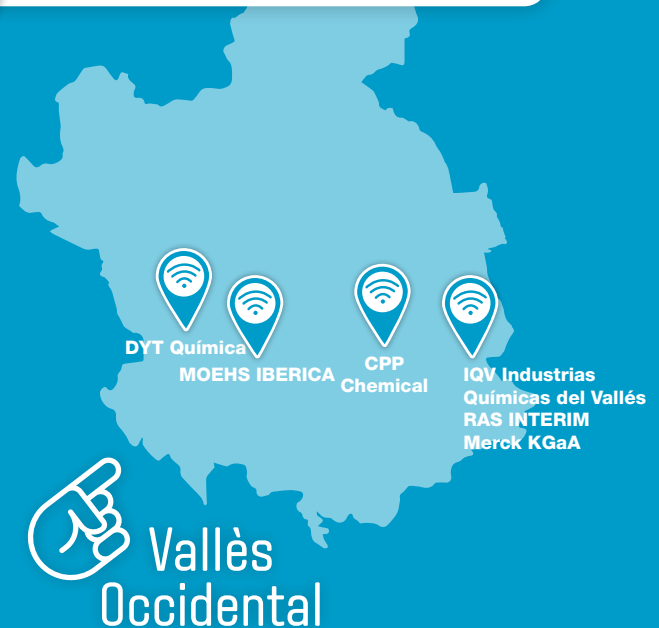 DYT Química
MOEHS IBERICA
CPP
Chemical
IQV Industrias
Químicas del Vallés
RAS INTERIM
Merck KGaA
Vallès
Occidental